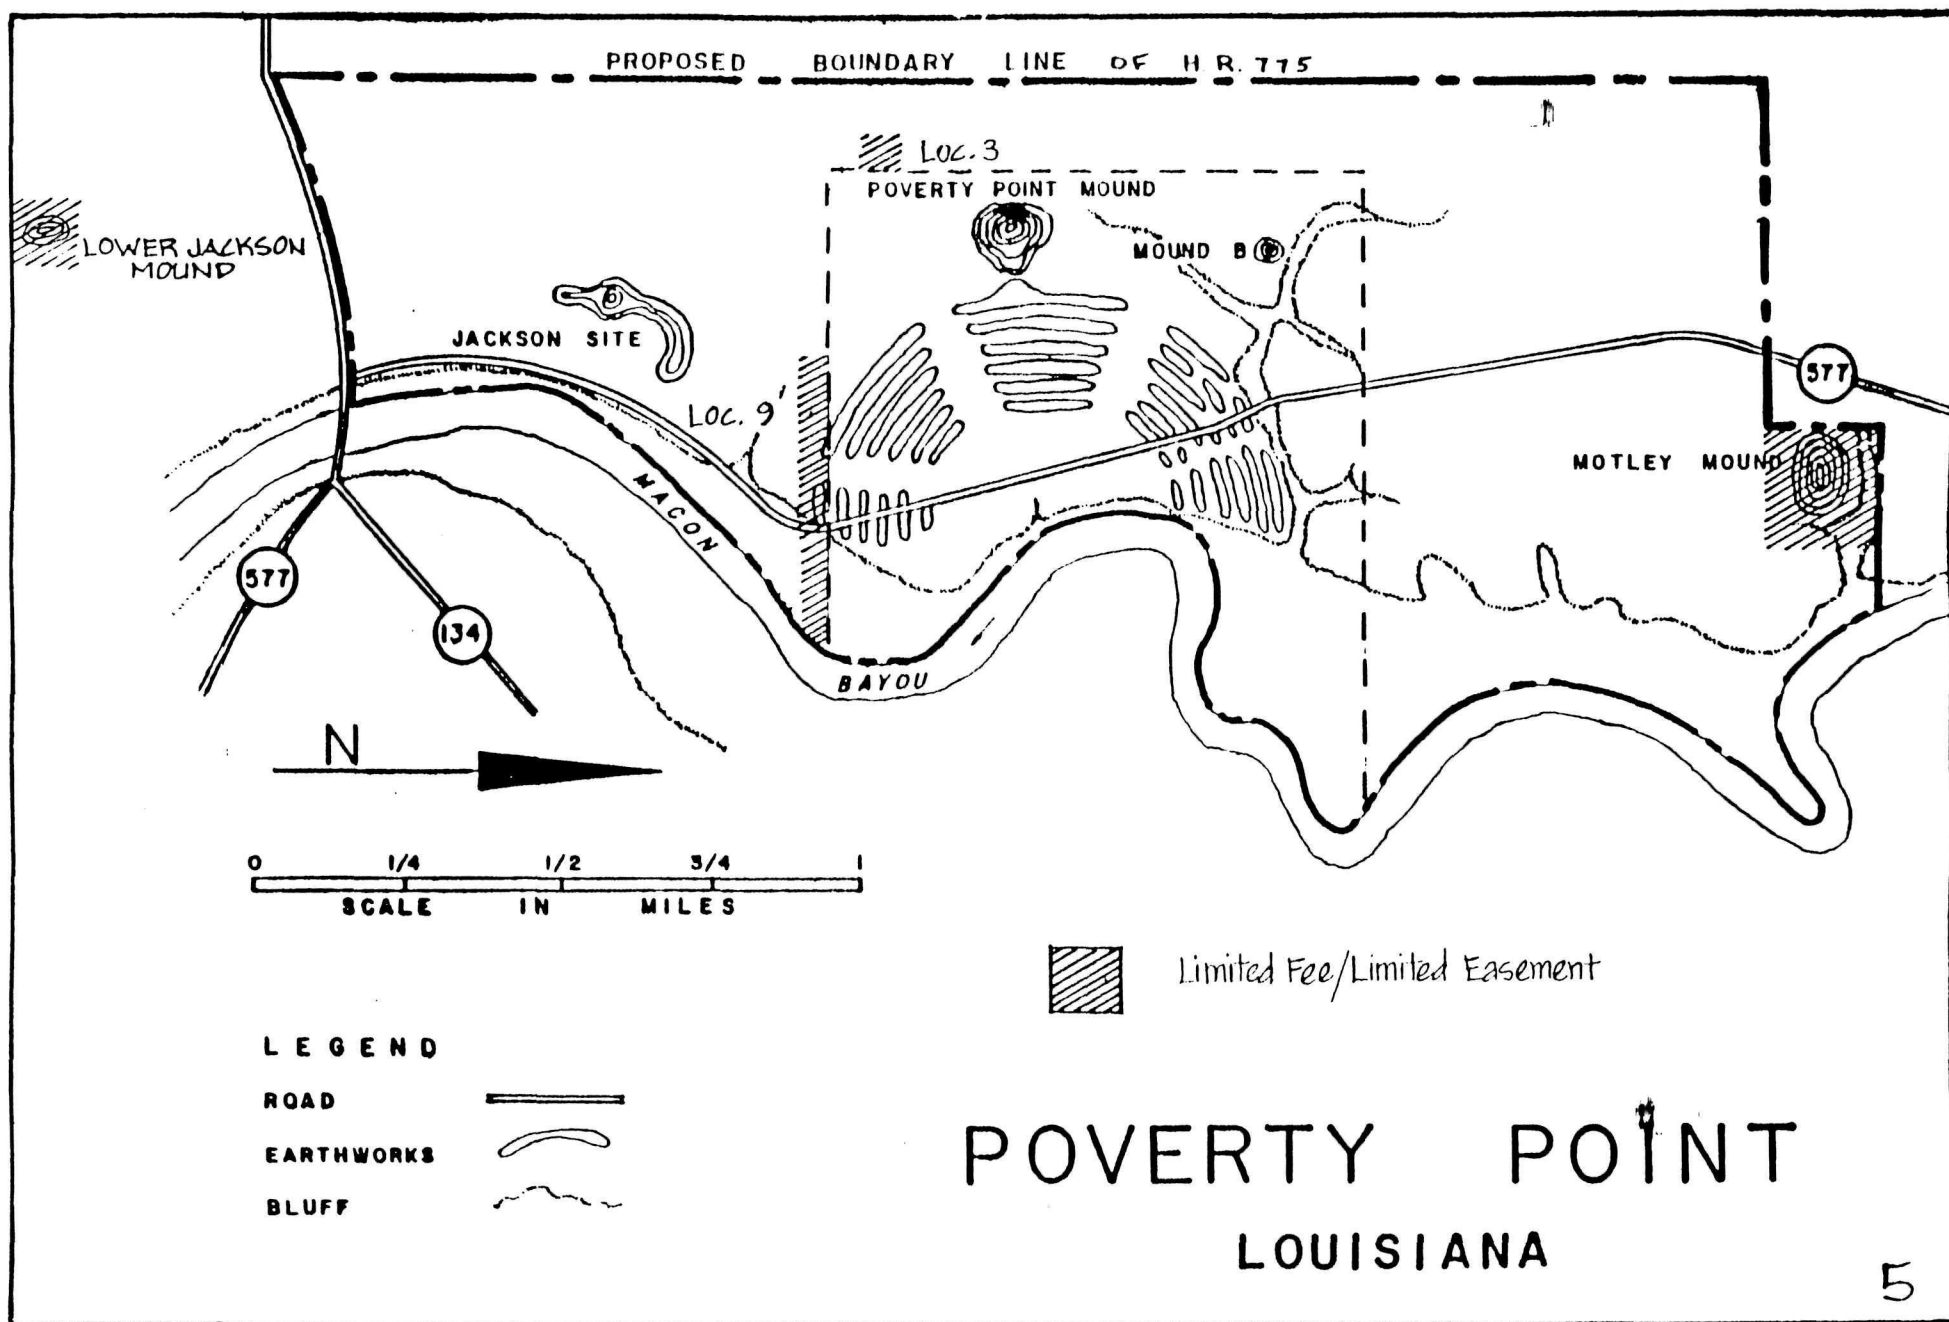 PROPOSED BOUNDARY LINE OF H R. 775
Loc. 3
POVERTY POINT MOUND
MOUND B
LOWER JACKSON
MOUND
JACKSON SITE
Loc. 9'
577
MOTLEY MOUND
MACON
BAYOU
577
134
N
0 1/4 1/2 3/4 1
SCALE IN MILES
Limited Fee/Limited Easement
LEGEND
ROAD
EARTHWORKS
BLUFF
POVERTY POINT
LOUISIANA
5